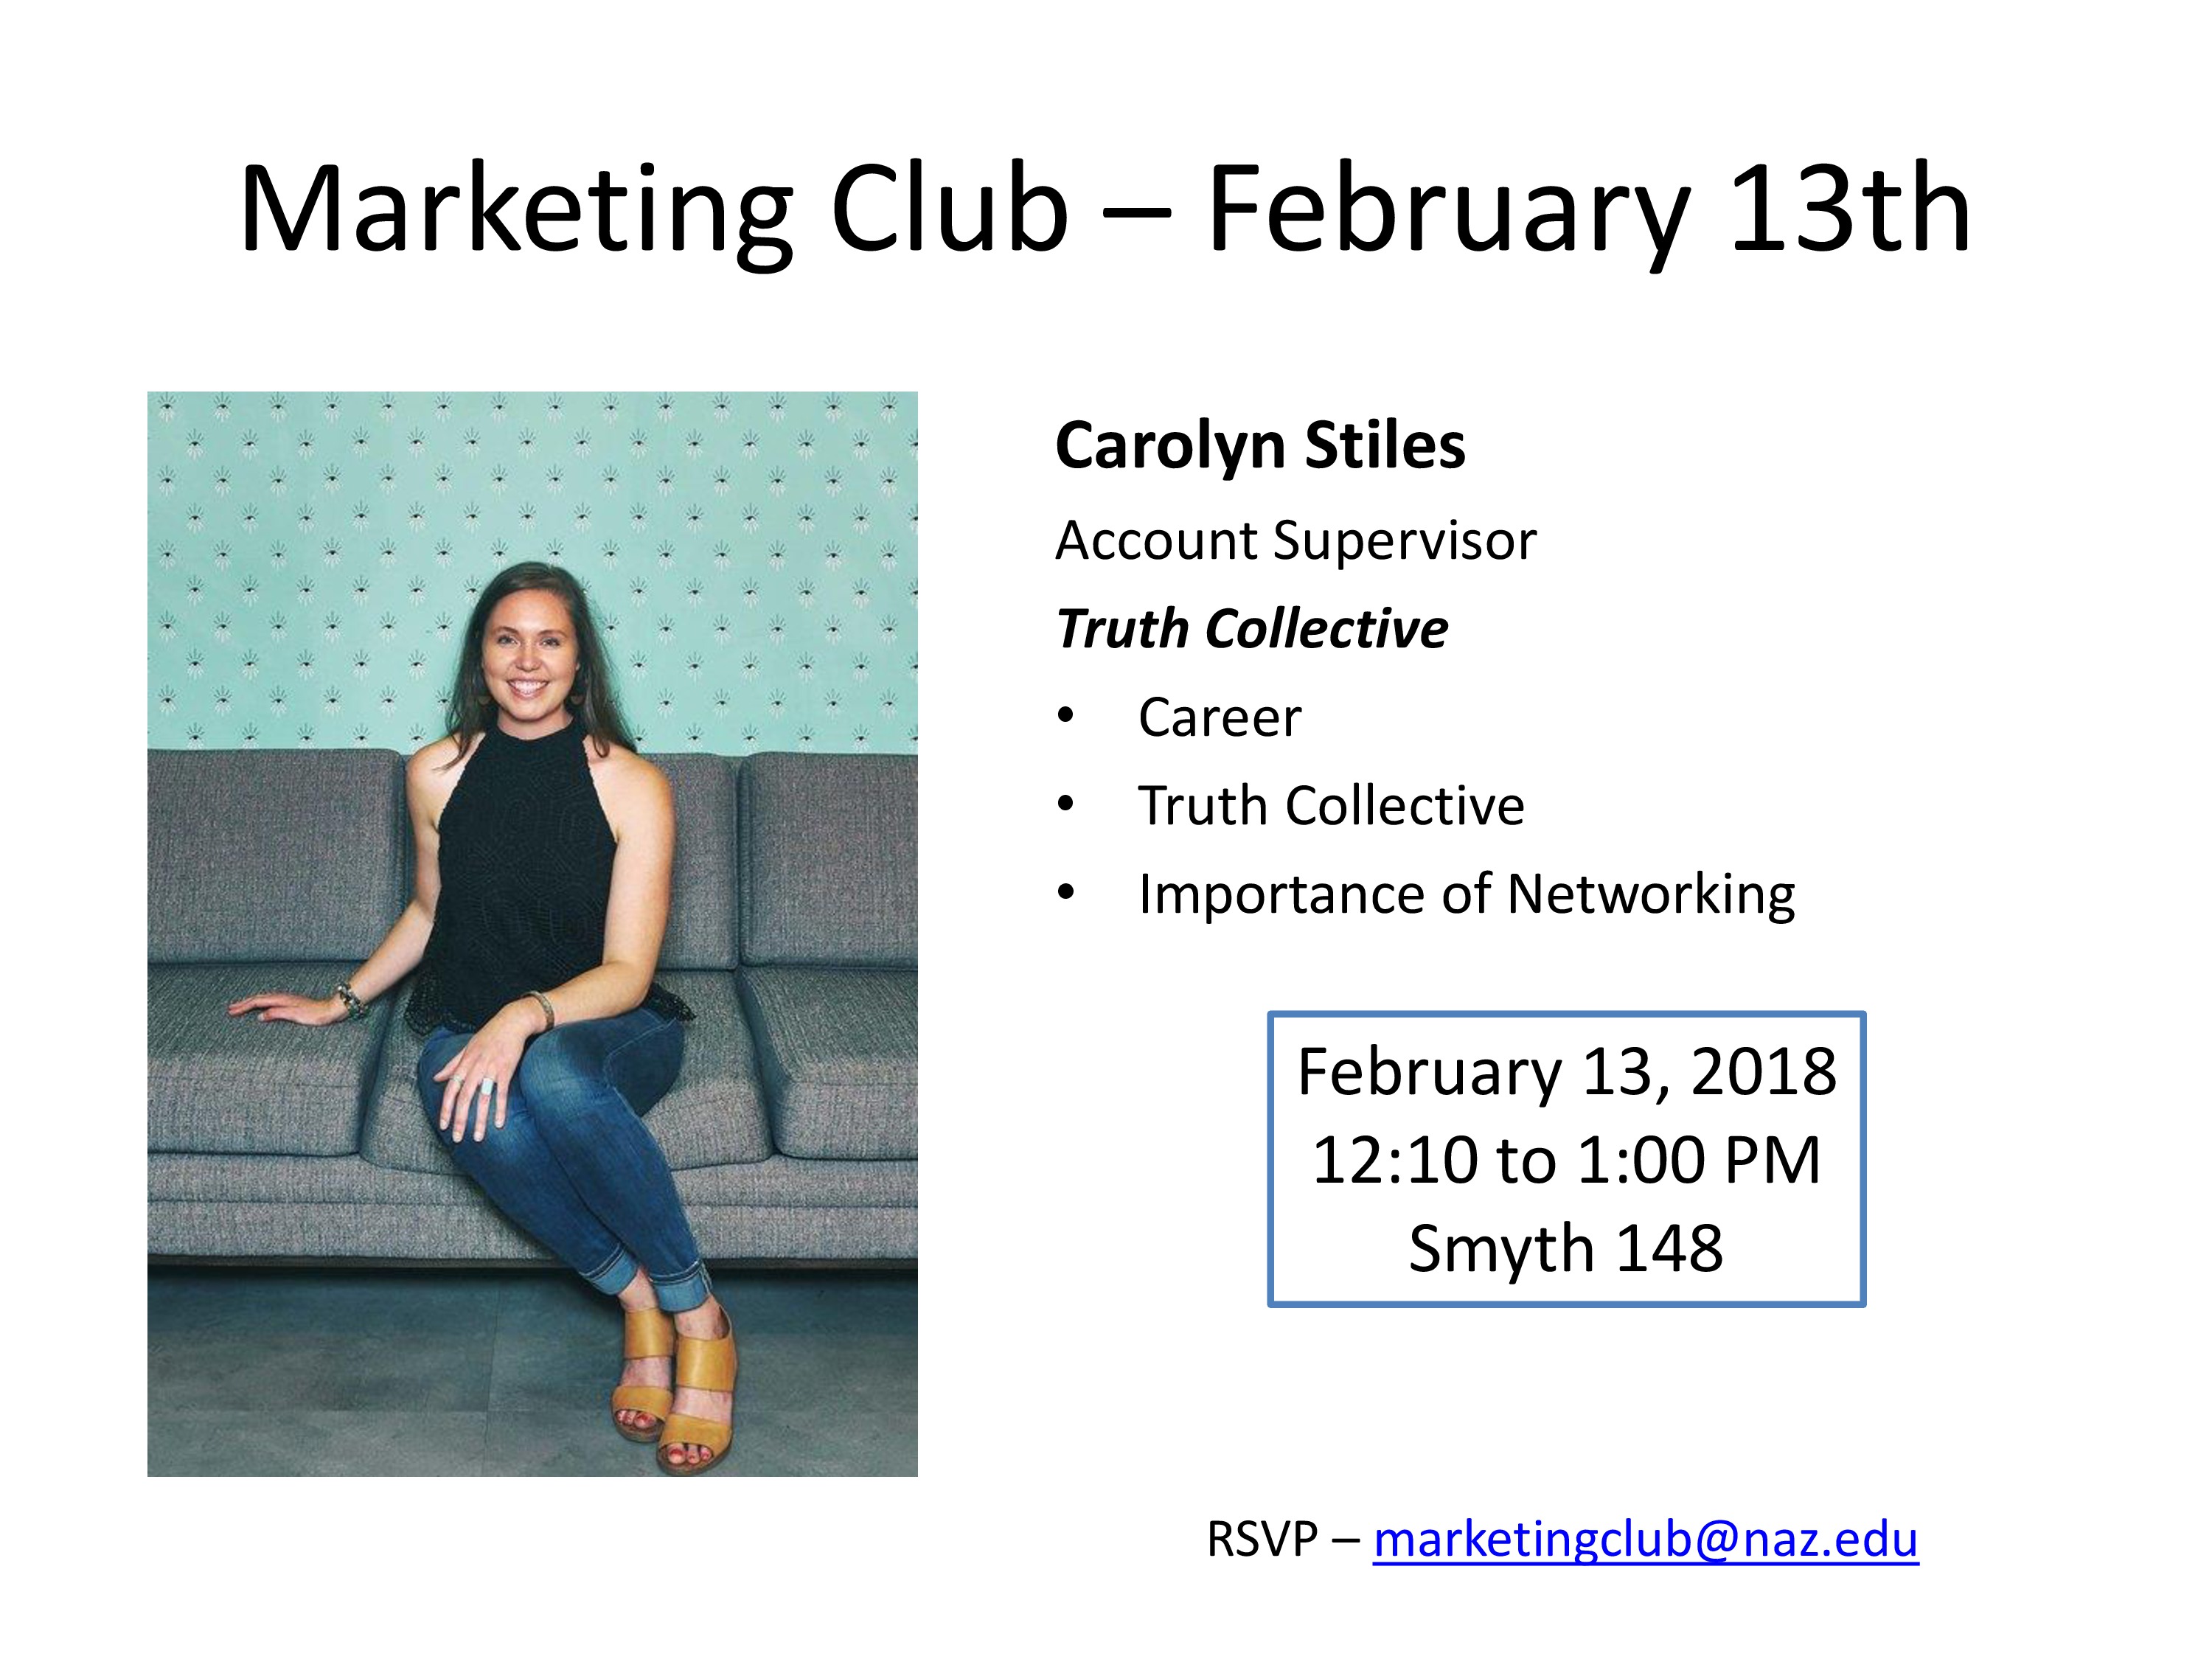 Marketing Club – February 13th
Carolyn Stiles
Account Supervisor
Truth Collective
• Career
• Truth Collective
• Importance of Networking
February 13, 2018
12:10 to 1:00 PM
Smyth 148
RSVP – marketingclub@naz.edu